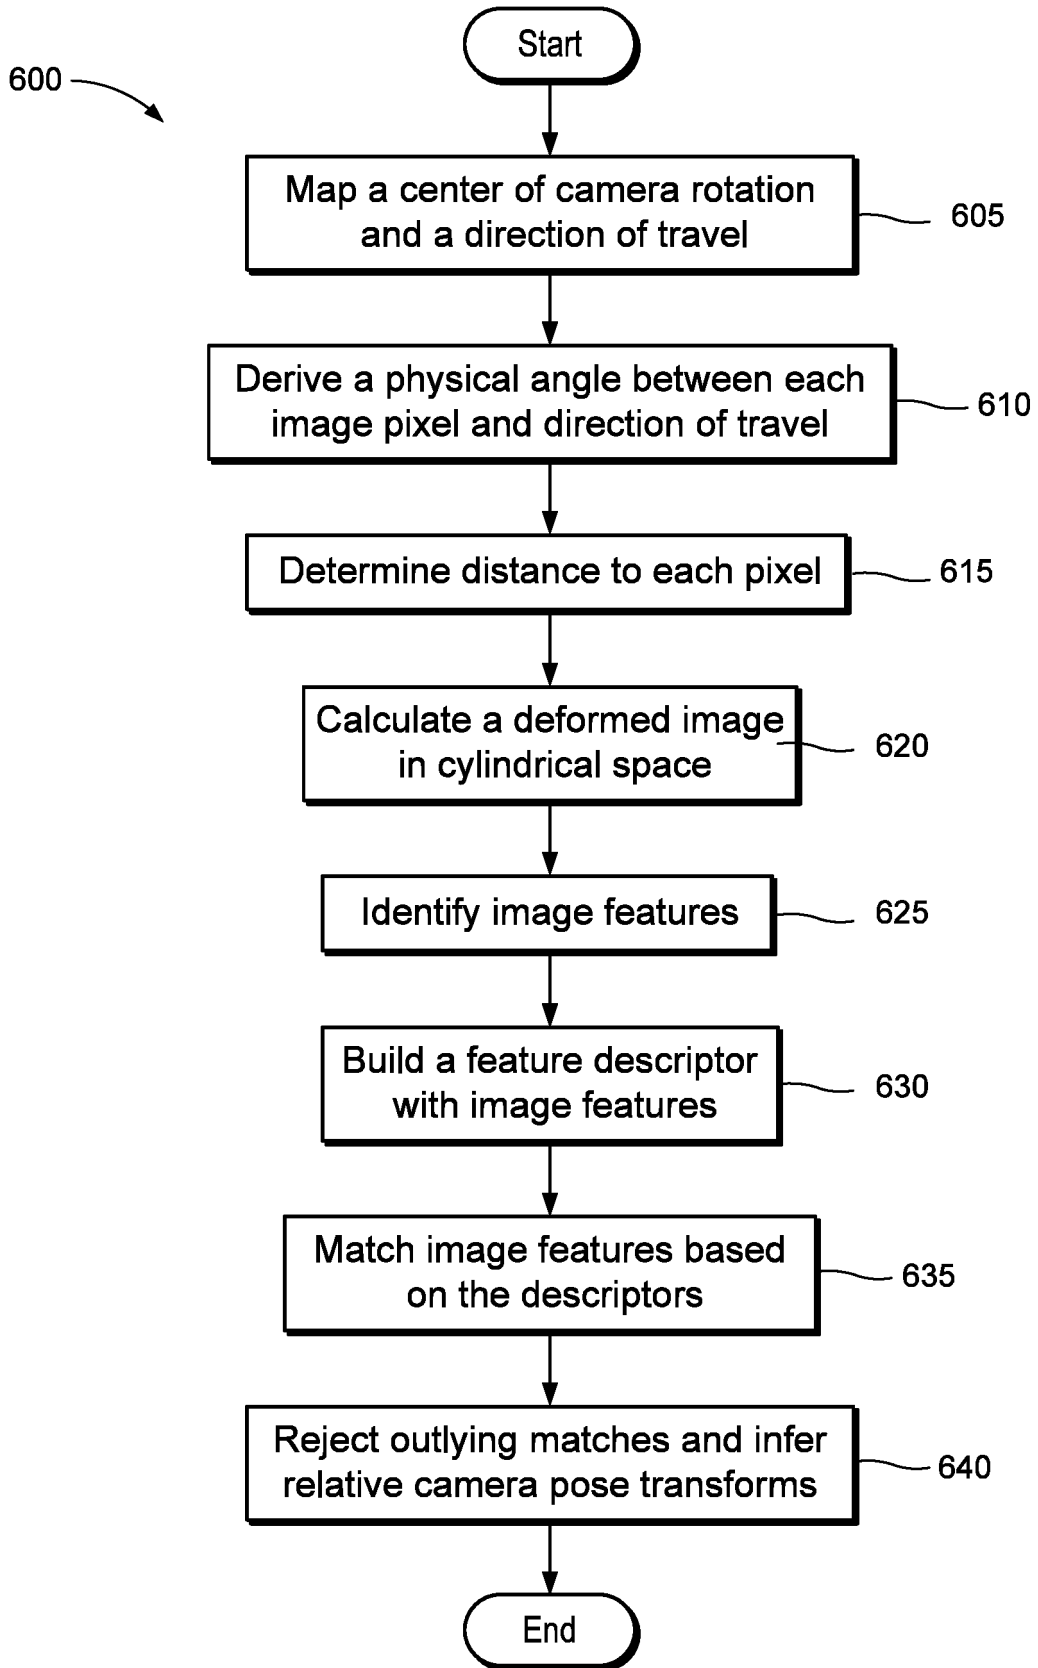 Start
600
Map a center of camera rotation
and a direction of travel
605
Derive a physical angle between each
image pixel and direction of travel
610
Determine distance to each pixel
615
Calculate a deformed image
in cylindrical space
620
Identify image features
625
Build a feature descriptor
with image features
630
Match image features based
on the descriptors
635
Reject outlying matches and infer
relative camera pose transforms
640
End